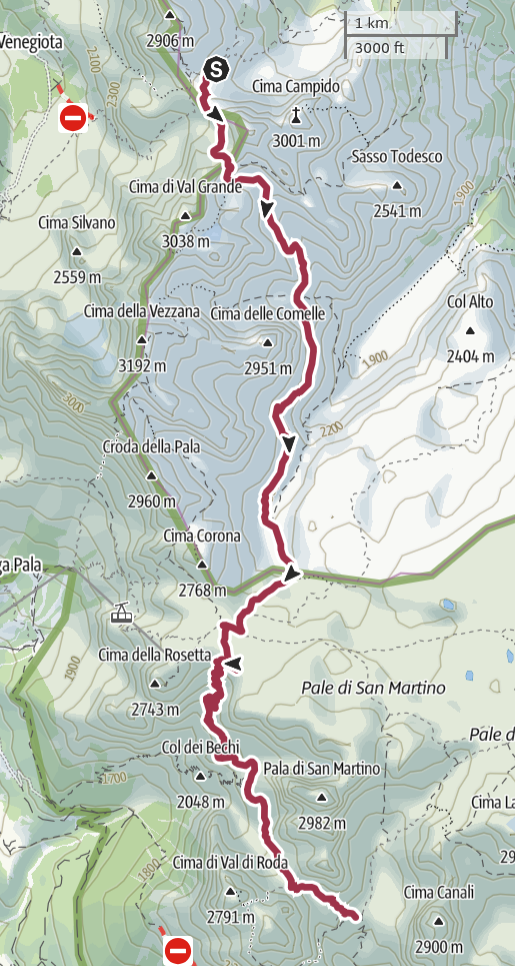 1 km
3000 ft
2906 m
Venegiota
2100
2300
S
Cima Campido
3001 m
Sasso Todesco
2541 m
1900
Cima di Val Grande
3038 m
Cima Silvano
2559 m
Cima della Vezzana
3192 m
Cima delle Comelle
2951 m
Col Alto
2404 m
1900
3000
2200
Croda della Pala
2960 m
Cima Corona
2768 m
ga Pala
1900
Cima della Rosetta
2743 m
Pale di San Martino
Pale d
Col dei Bechi
2048 m
1700
Pala di San Martino
2982 m
Cima La
29
1800
Cima di Val di Roda
2791 m
Cima Canali
2900 m